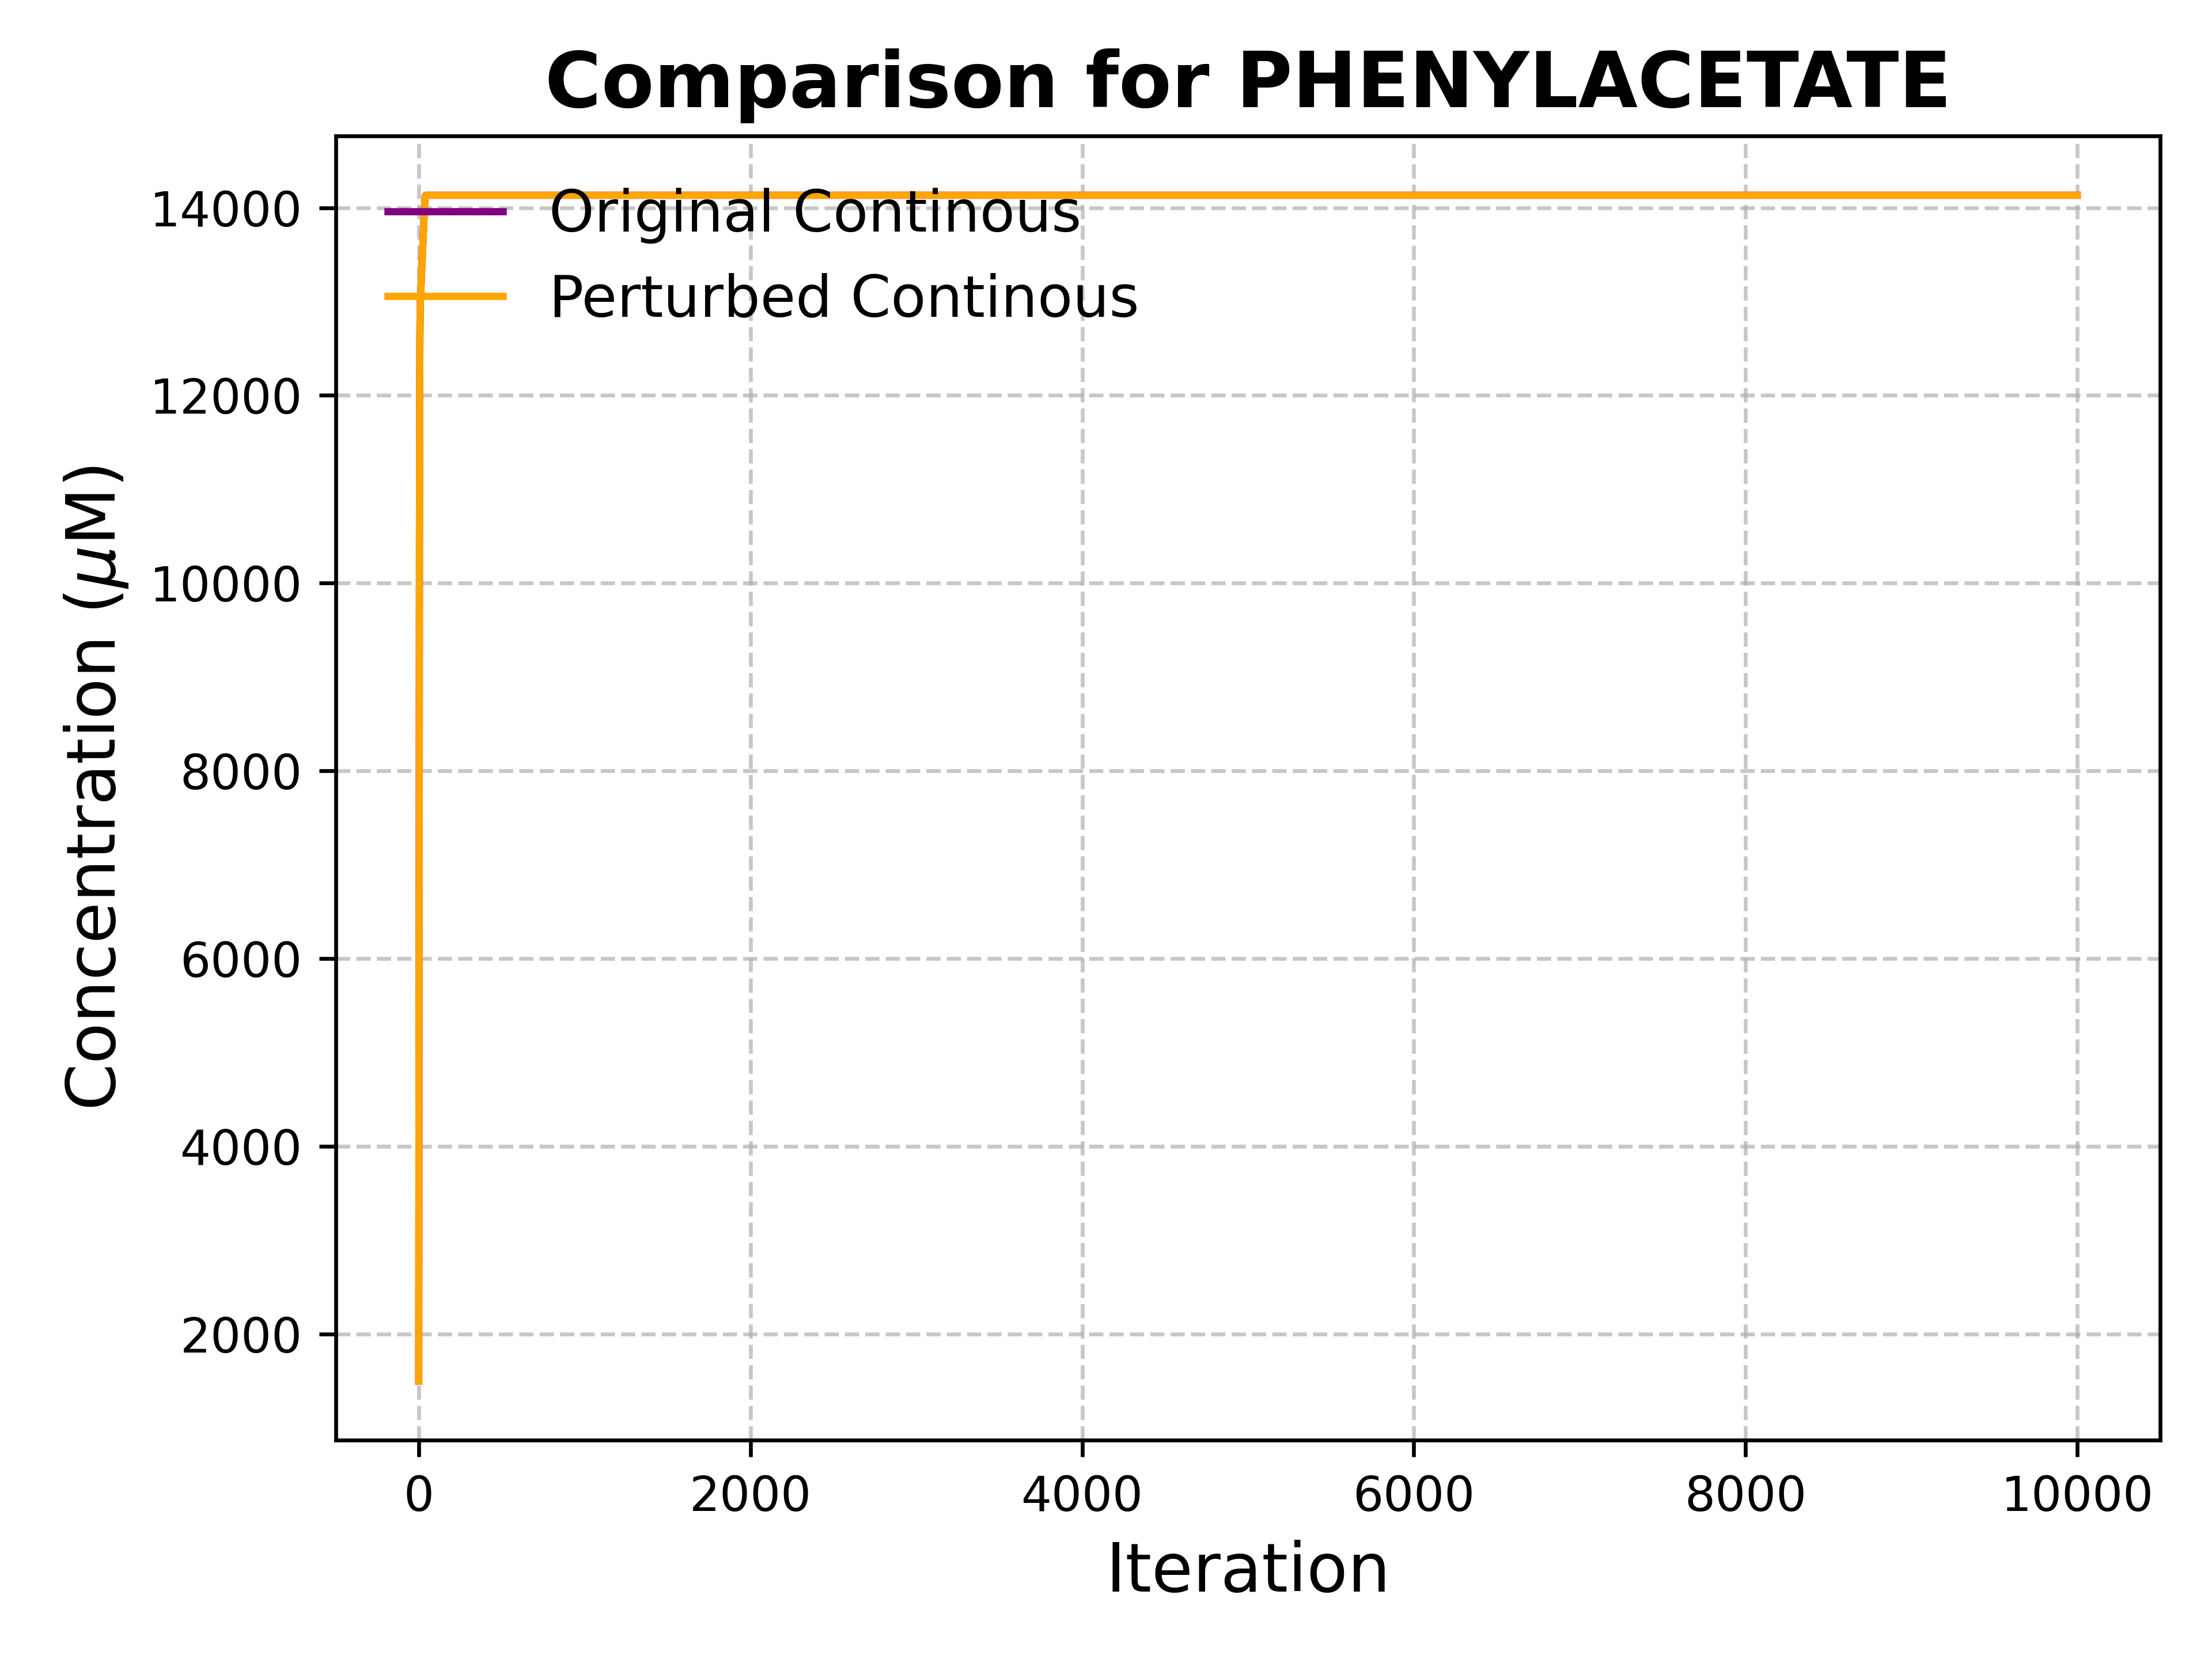 Comparison for PHENYLACETATE
14000
12000
10000
8000
6000
4000
2000
Concentration (μM)
Original Continous
Perturbed Continous
0 2000 4000 6000 8000 10000
Iteration